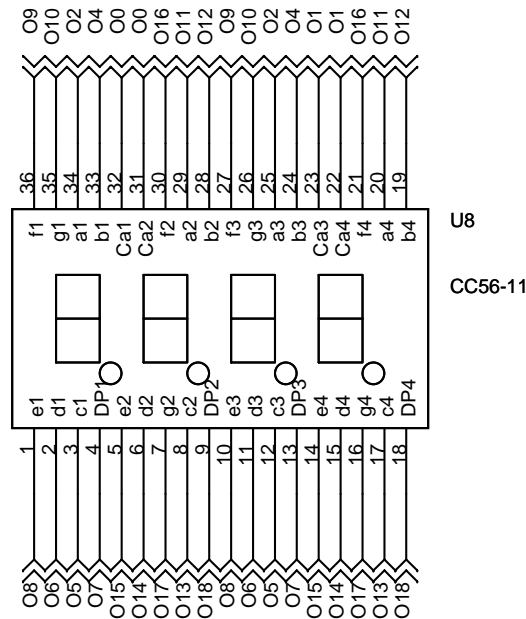 O9 O10 O2 O4 O0 O0 O16 O11 O12 O9 O10 O2 O4 O1 O1 O16 O11 O12
36 35 34 33 32 31 30 29 28 27 26 25 24 23 22 21 20 19
f1 g1 a1 b1 Ca1 Ca2 f2 a2 b2 f3 g3 a3 b3 Ca3 Ca4 f4 a4 b4
U8
CC56-11
e1 d1 c1 DP1 e2 d2 g2 c2 DP2 e3 d3 c3 DP3 e4 d4 g4 c4 DP4
1 2 3 4 5 6 7 8 9 10 11 12 13 14 15 16 17 18
O8 O6 O5 O7 O15 O14 O17 O13 O18 O8 O6 O5 O7 O15 O14 O17 O13 O18